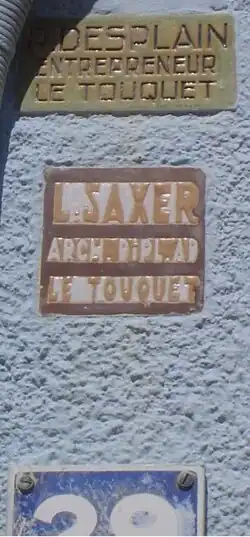 DESPLAIN
ENTREPRENEUR
LE TOUQUET
L. SAXER
ARCH. DIPL. AD
LE TOUQUET